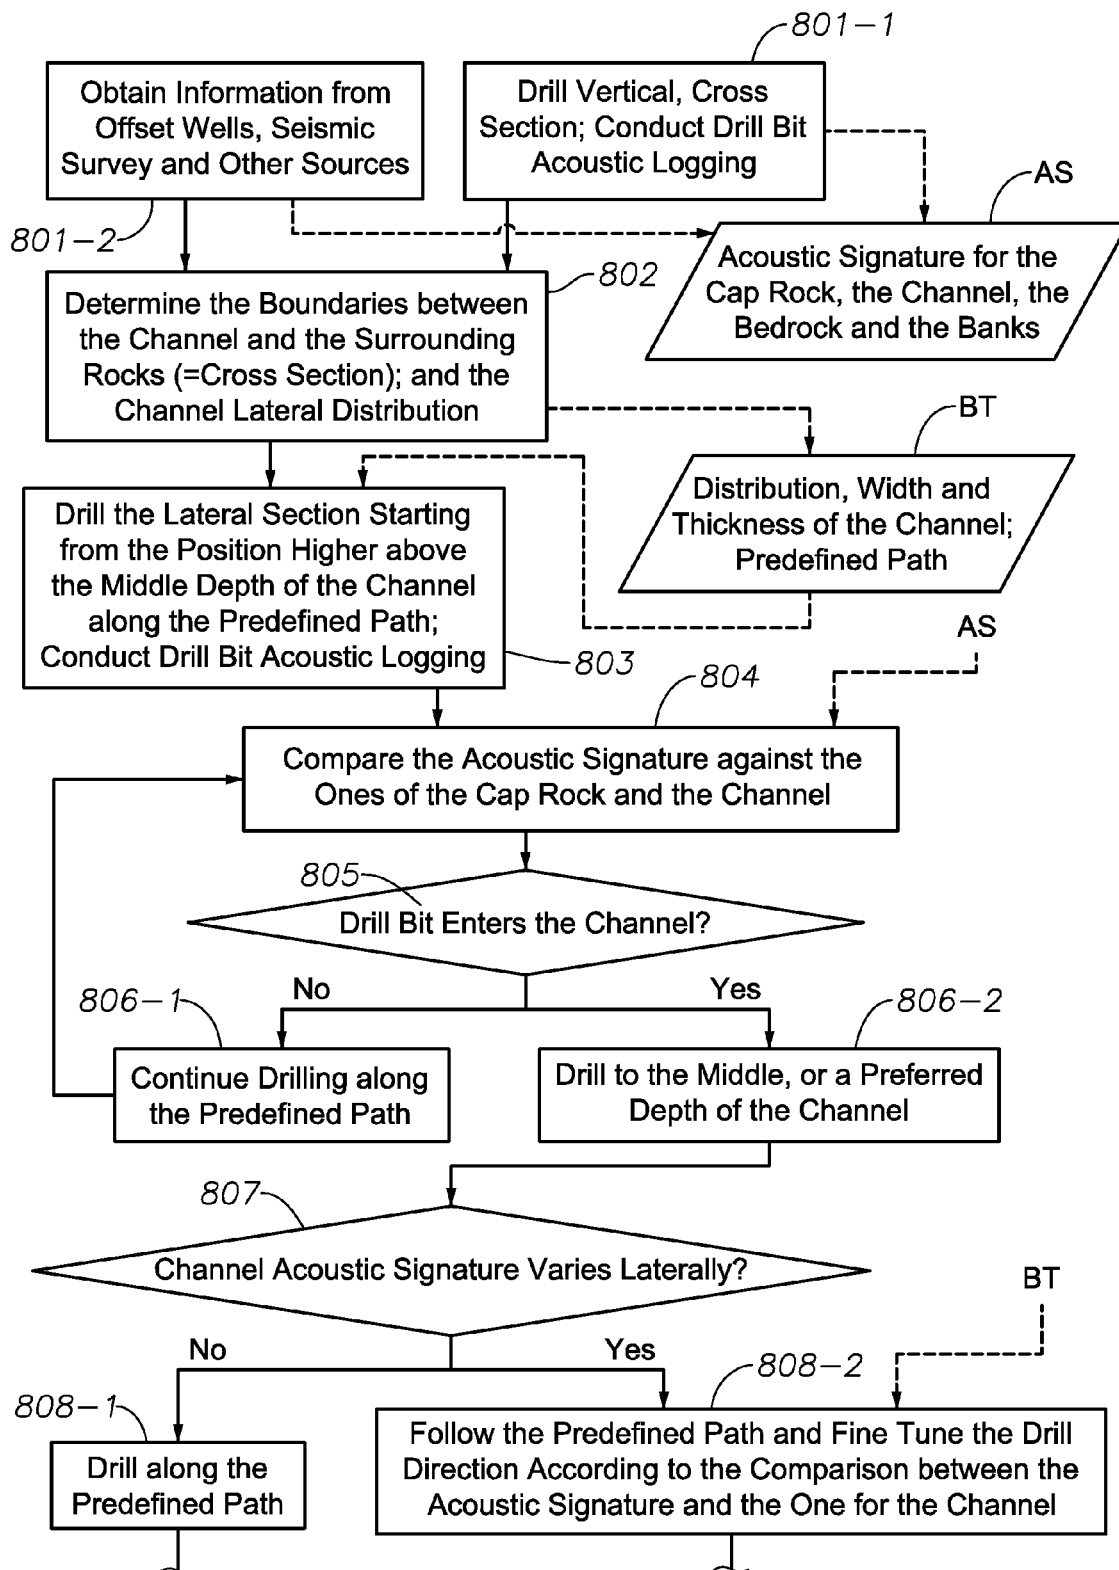 801-1
Obtain Information from
Offset Wells, Seismic
Survey and Other Sources
Drill Vertical, Cross
Section; Conduct Drill Bit
Acoustic Logging
801-2
AS
Acoustic Signature for the
Cap Rock, the Channel, the
Bedrock and the Banks
802
Determine the Boundaries between
the Channel and the Surrounding
Rocks (=Cross Section); and the
Channel Lateral Distribution
BT
Distribution, Width and
Thickness of the Channel;
Predefined Path
Drill the Lateral Section Starting
from the Position Higher above
the Middle Depth of the Channel
along the Predefined Path;
Conduct Drill Bit Acoustic Logging
803
AS
804
Compare the Acoustic Signature against the
Ones of the Cap Rock and the Channel
805
Drill Bit Enters the Channel?
No
Yes
806-1
806-2
Continue Drilling along
the Predefined Path
Drill to the Middle, or a Preferred
Depth of the Channel
807
Channel Acoustic Signature Varies Laterally?
BT
No
Yes
808-1
808-2
Drill along the
Predefined Path
Follow the Predefined Path and Fine Tune the Drill
Direction According to the Comparison between the
Acoustic Signature and the One for the Channel